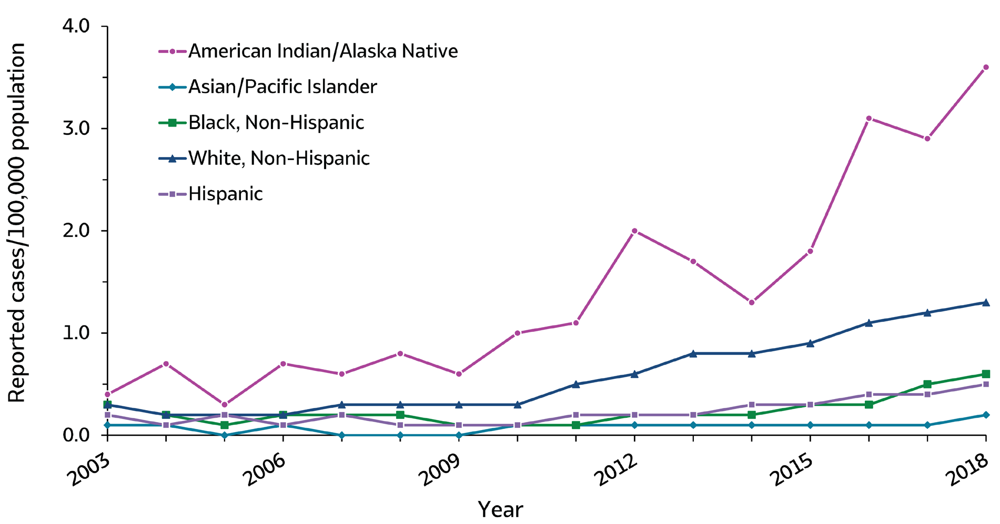 Reported cases/100,000 population
4.0
3.0
2.0
1.0
0.0
American Indian/Alaska Native
Asian/Pacific Islander
Black, Non-Hispanic
White, Non-Hispanic
Hispanic
2003
2006
2009
2012
2015
2018
Year